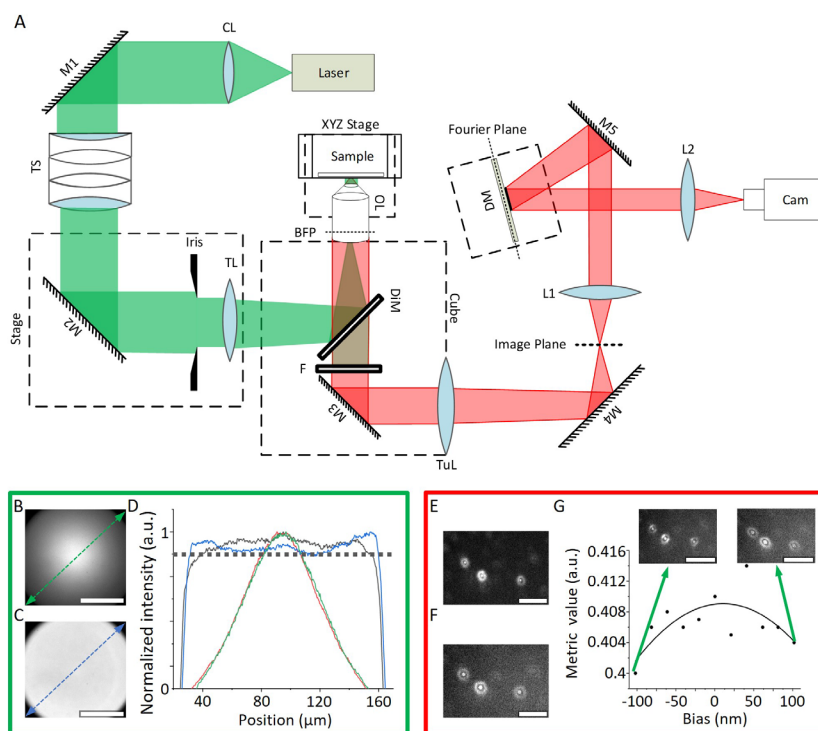 A
CL
M1
Laser
XYZ Stage
Sample
Fourier Plane
M5
L2
TS
OL
DM
Cam
BFP
Iris
TL
DiM
Cube
L1
Stage
M2
F
Image Plane
M3
M4
TuL
B
C
D
Normalized intensity (a.u.)
1
0
40
80
120
160
Position (µm)
E
F
G
Metric value (a.u.)
0.416
0.412
0.408
0.404
0.4
-100
-50
0
50
100
Bias (nm)